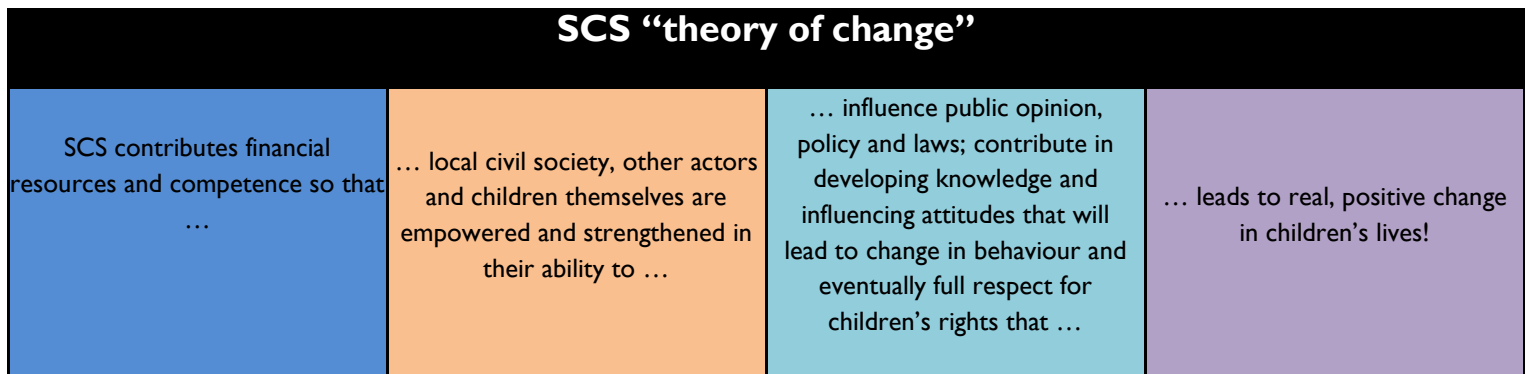 SCS “theory of change”
SCS contributes financial
resources and competence so that
…
… local civil society, other actors
and children themselves are
empowered and strengthened in
their ability to …
… influence public opinion,
policy and laws; contribute in
developing knowledge and
influencing attitudes that will
lead to change in behaviour and
eventually full respect for
children’s rights that …
… leads to real, positive change
in children’s lives!